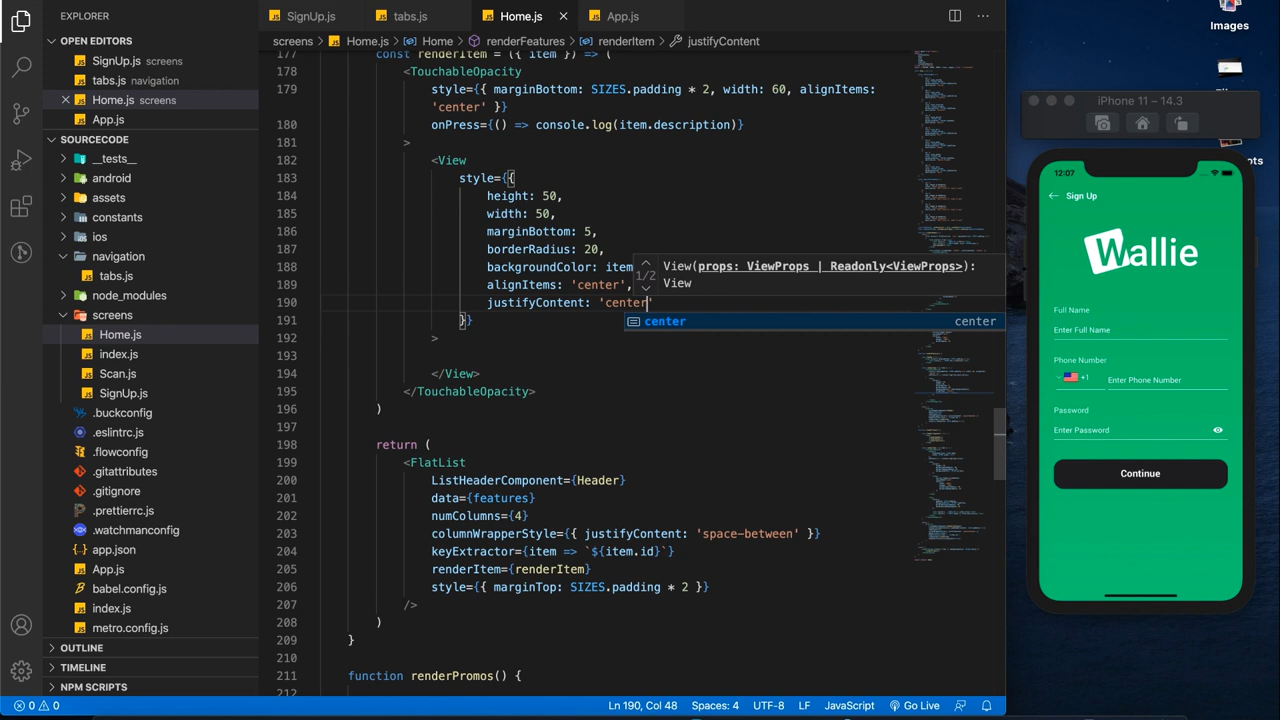 EXPLORER
OPEN EDITORS
SignUp.js screens
tabs.js navigation
Home.js screens
App.js
SOURCECODE
__tests__
android
assets
constants
ios
navigation
tabs.js
node_modules
screens
Home.js
index.js
Scan.js
SignUp.js
.buckconfig
.eslintrc.js
.flowconfig
.gitattributes
.gitignore
.prettierrc.js
.watchmanconfig
app.json
App.js
babel.config.js
index.js
metro.config.js
OUTLINE
TIMELINE
NPM SCRIPTS
SignUp.js tabs.js Home.js App.js
screens > Home.js > Home > renderFeatures > renderItem > justifyContent
177 const renderItem = ({ item }) => (
178 <TouchableOpacity
179 style={{ marginBottom: SIZES.padding * 2, width: 60, alignItems:
'center' }}
180 onPress={() => console.log(item.description)}
181 >
182 <View
183 style={{
184 height: 50,
185 width: 50,
186 marginBottom: 5,
187 borderRadius: 20,
188 backgroundColor: item
189 alignItems: 'center',
190 justifyContent: 'center'
191 }}
192 >
193
194 </View>
195 </TouchableOpacity>
196 )
197
198 return (
199 <FlatList
200 ListHeaderComponent={Header}
201 data={features}
202 numColumns={4}
203 columnWrapperStyle={{ justifyContent: 'space-between' }}
204 keyExtractor={item => `${item.id}`}
205 renderItem={renderItem}
206 style={{ marginTop: SIZES.padding * 2 }}
207 />
208 )
209 }
210
211 function renderPromos() {
212
1/2 View(props: ViewProps | Readonly<ViewProps>):
View
center center
0 0 Ln 190, Col 48 Spaces: 4 UTF-8 LF JavaScript Go Live
Images
iPhone 11 – 14.3
12:07
Sign Up
Wallie
Full Name
Enter Full Name
Phone Number
+1 Enter Phone Number
Password
Enter Password
Continue